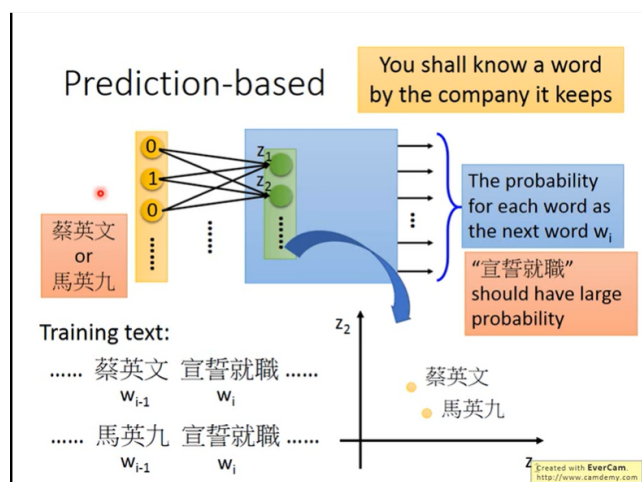 Prediction-based
You shall know a word
by the company it keeps
0
1
0
……
……
z1
z2
……
…
蔡英文
or
馬英九
The probability
for each word as
the next word wi
“宣誓就職”
should have large
probability
Training text:
…… 蔡英文 宣誓就職 ……
wi-1 wi
…… 馬英九 宣誓就職 ……
wi-1 wi
z2
蔡英文
馬英九
Created with EverCam.
http://www.camdemy.com